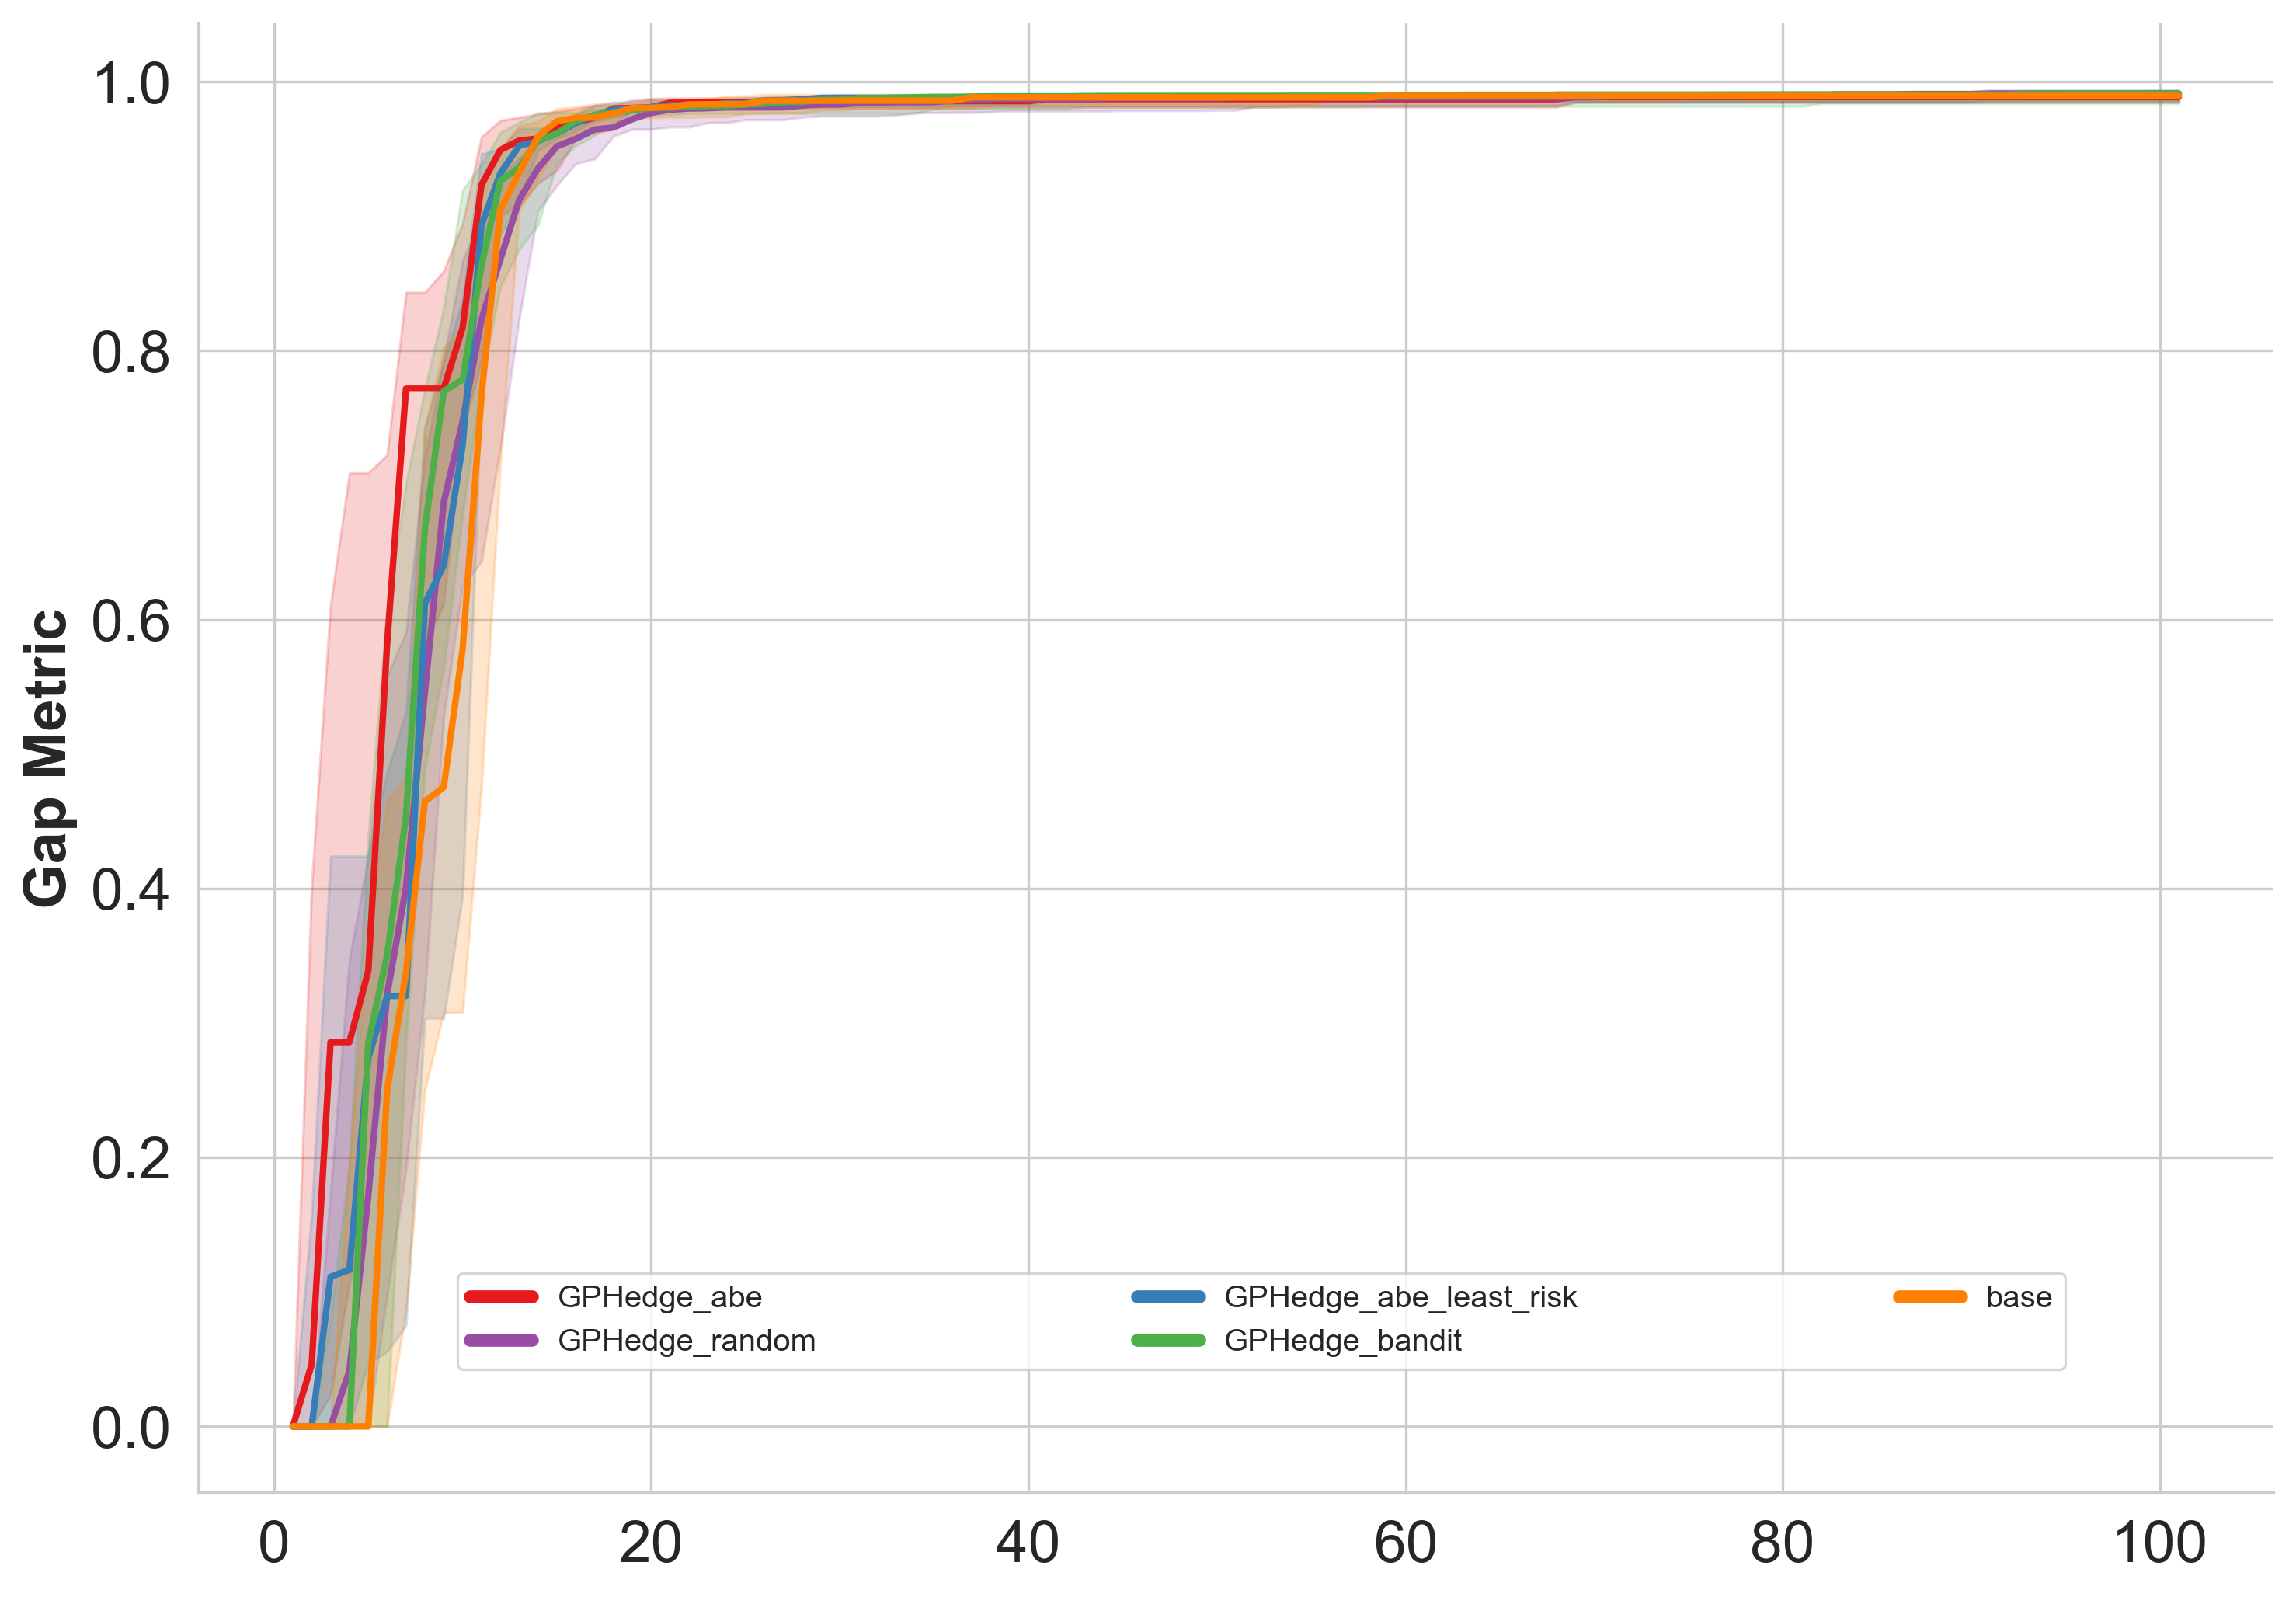 Gap Metric
1.0
0.8
0.6
0.4
0.2
0.0
GPHedge_abe
GPHedge_random
GPHedge_abe_least_risk
GPHedge_bandit
base
0 20 40 60 80 100